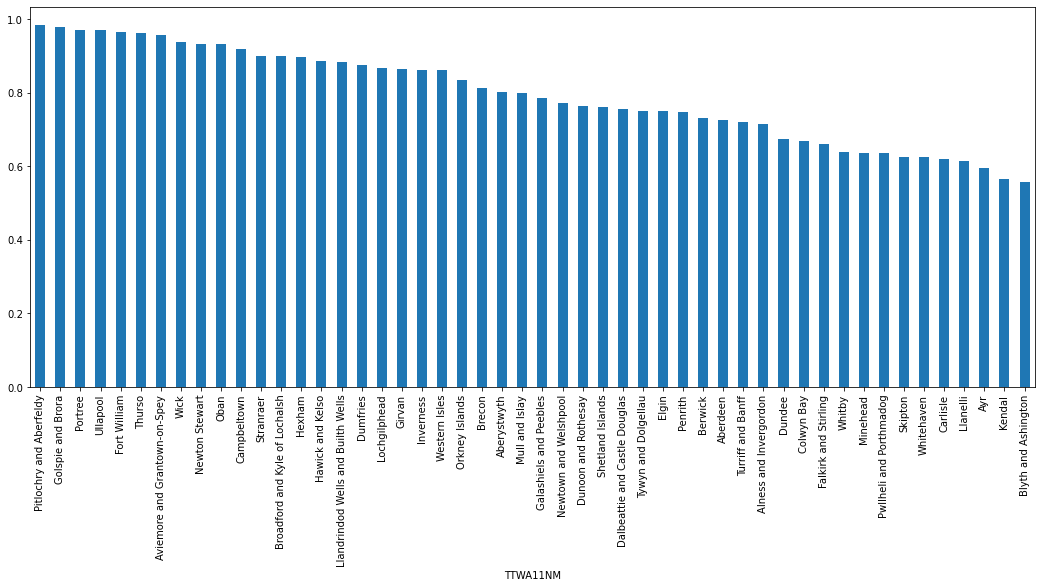 1.0
0.8
0.6
0.4
0.2
0.0
Pitlochry and Aberfeldy
Golspie and Brora
Portree
Ullapool
Fort William
Thurso
Aviemore and Grantown-on-Spey
Wick
Newton Stewart
Oban
Campbeltown
Stranraer
Broadford and Kyle of Lochalsh
Hexham
Hawick and Kelso
Llandrindod Wells and Builth Wells
Dumfries
Lochgilphead
Girvan
Inverness
Western Isles
Orkney Islands
Brecon
Aberystwyth
Mull and Islay
Galashiels and Peebles
Newtown and Welshpool
Dunoon and Rothesay
Shetland Islands
Dalbeattie and Castle Douglas
Tywyn and Dolgellau
Elgin
Penrith
Berwick
Aberdeen
Turriff and Banff
Alness and Invergordon
Dundee
Colwyn Bay
Falkirk and Stirling
Whitby
Minehead
Pwllheli and Porthmadog
Skipton
Whitehaven
Carlisle
Llanelli
Ayr
Kendal
Blyth and Ashington
TTWA11NM